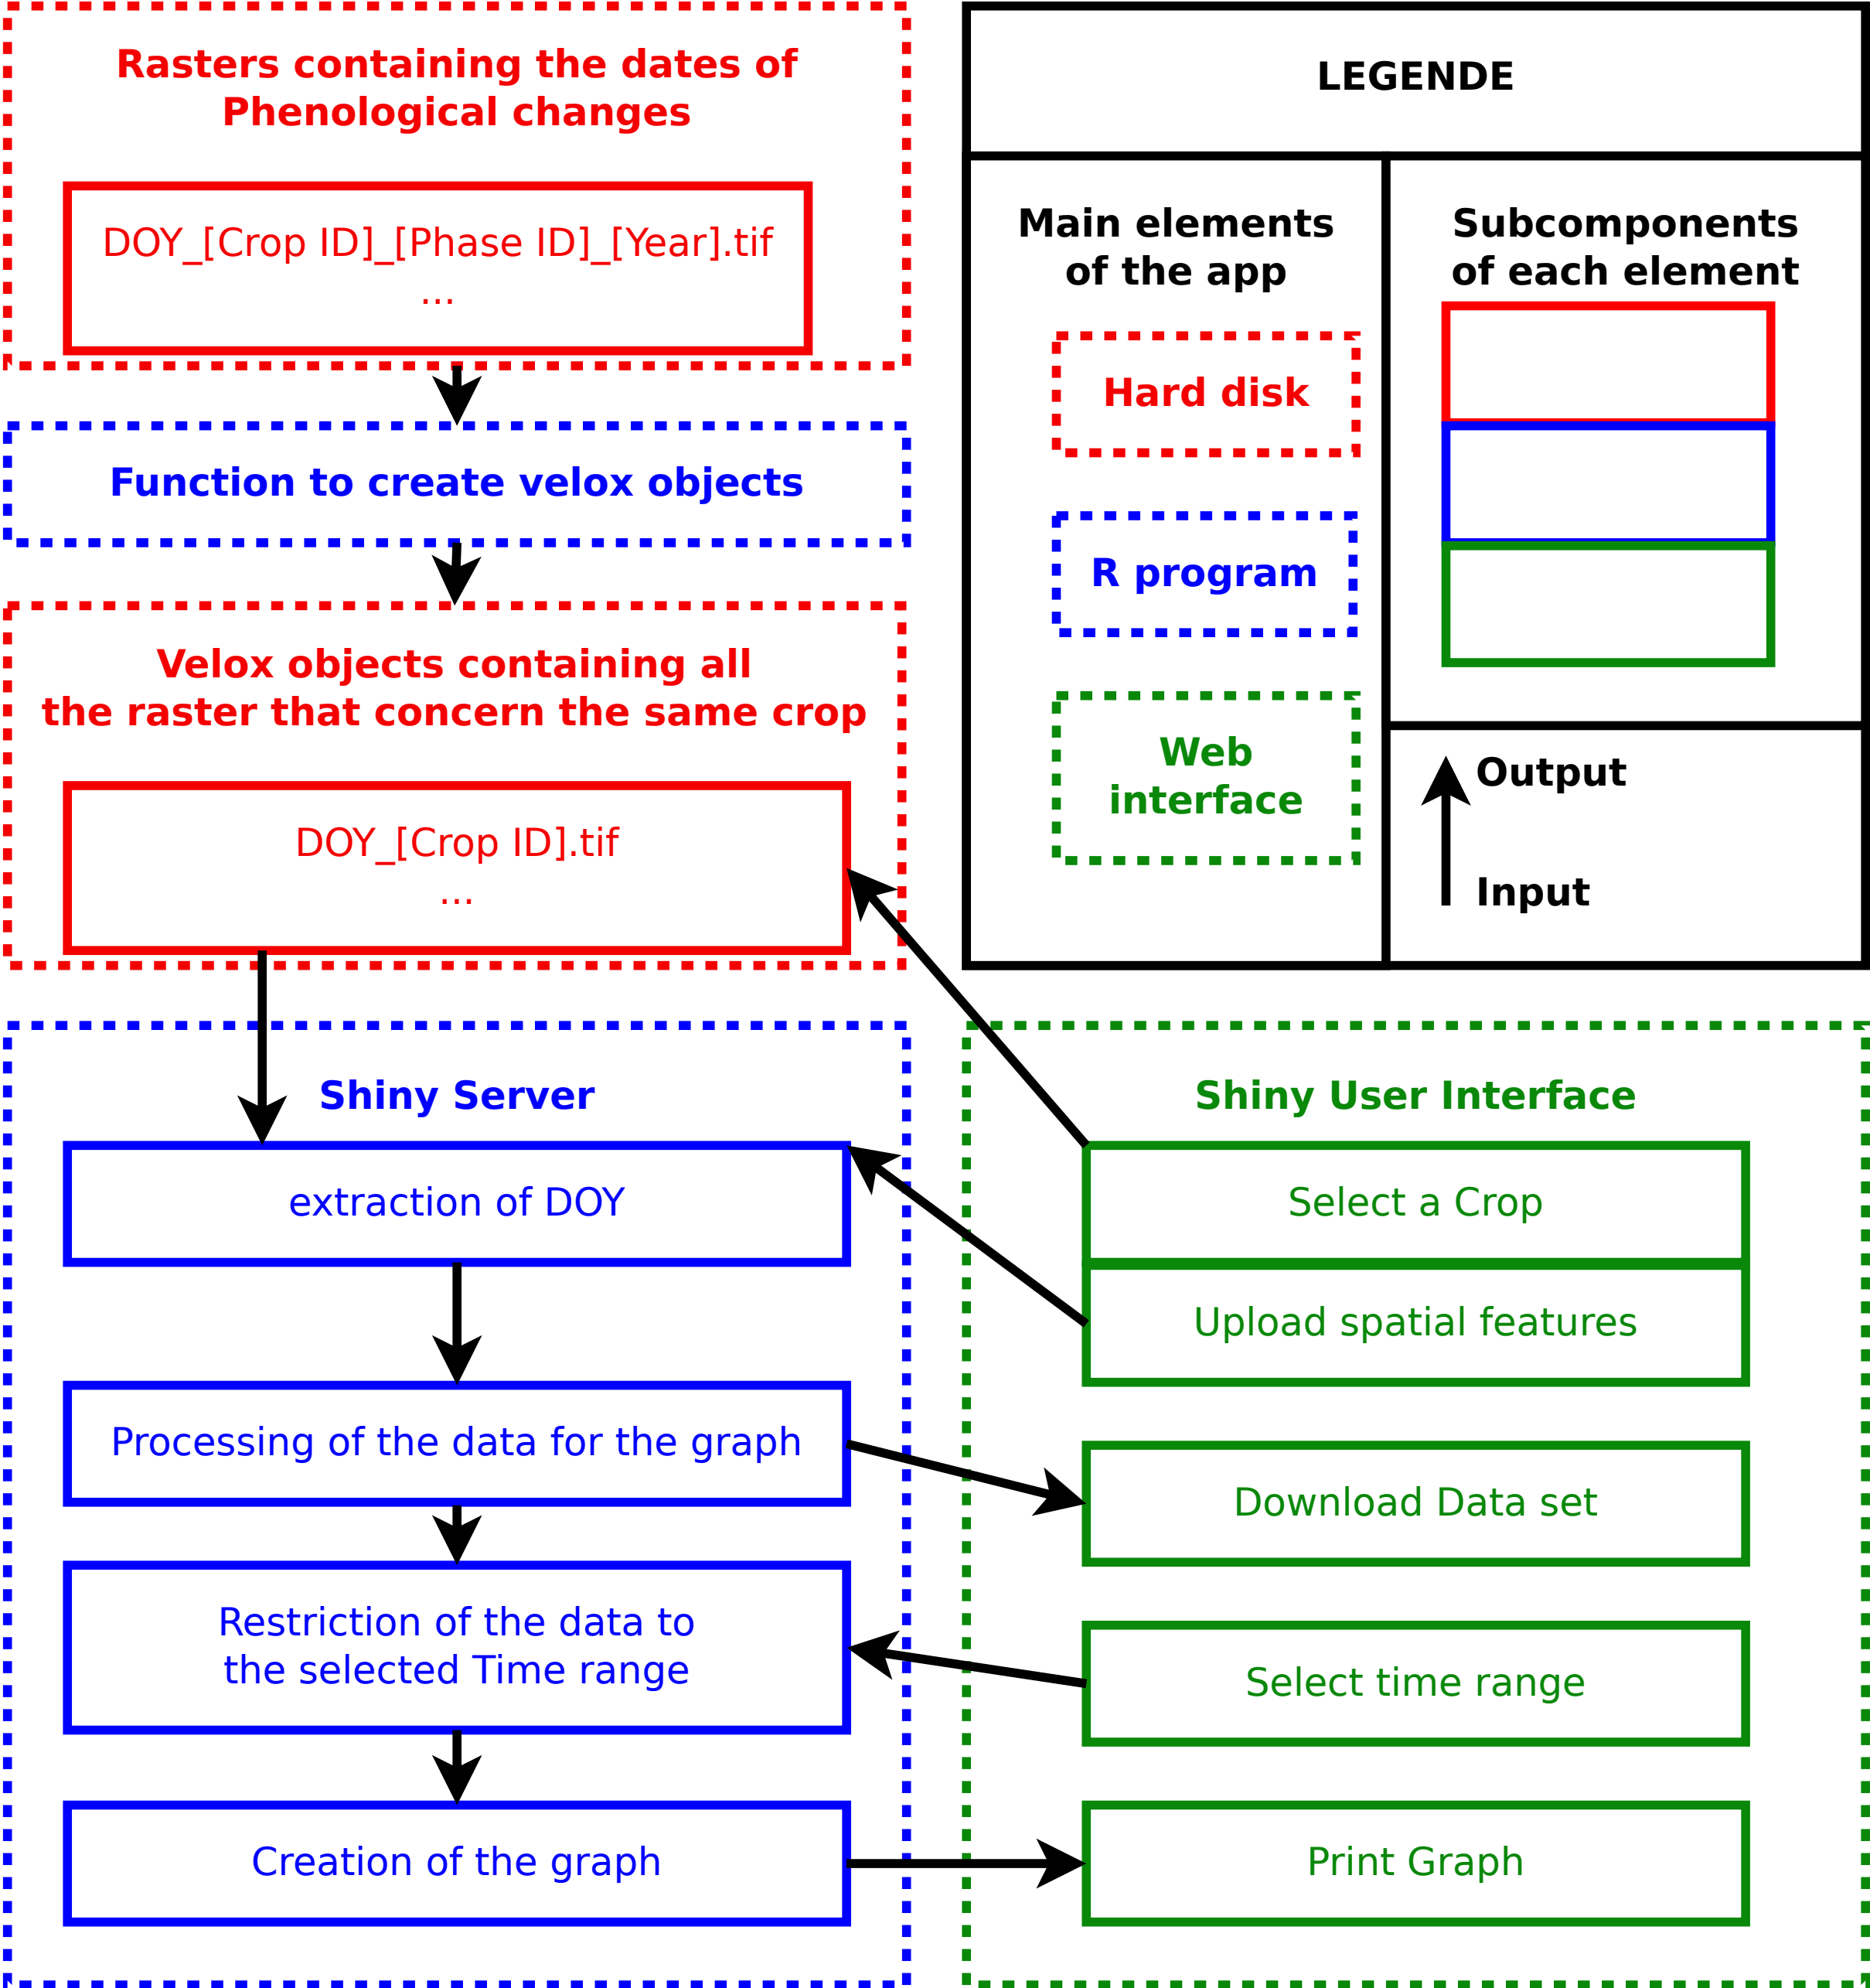 Rasters containing the dates of
Phenological changes
DOY_[Crop ID]_[Phase ID]_[Year].tif
...
Function to create velox objects
Velox objects containing all
the raster that concern the same crop
DOY_[Crop ID].tif
...
LEGENDE
Main elements
of the app
Hard disk
R program
Web
interface
Subcomponents
of each element
Output
Input
Shiny Server
extraction of DOY
Processing of the data for the graph
Restriction of the data to
the selected Time range
Creation of the graph
Shiny User Interface
Select a Crop
Upload spatial features
Download Data set
Select time range
Print Graph